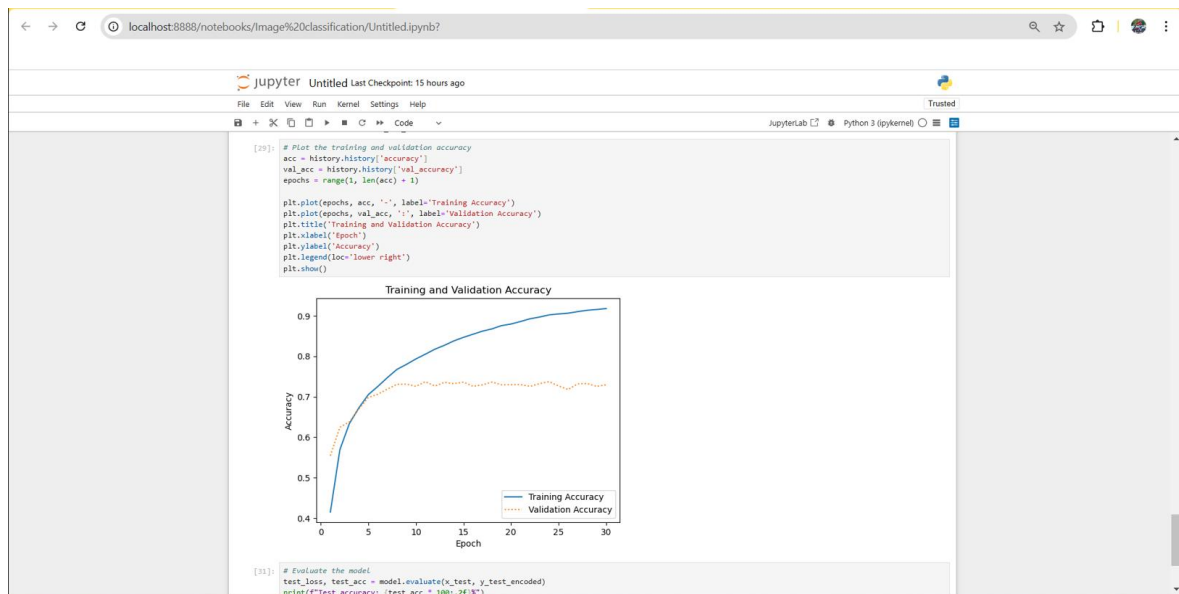 localhost:8888/notebooks/Image%20classification/Untitled.ipynb?
jupyter Untitled Last Checkpoint: 15 hours ago
File Edit View Run Kernel Settings Help
Trusted
Code
JupyterLab
Python 3 (ipykernel)
[29]:
# Plot the training and validation accuracy
acc = history.history['accuracy']
val_acc = history.history['val_accuracy']
epochs = range(1, len(acc) + 1)
plt.plot(epochs, acc, '-', label='Training Accuracy')
plt.plot(epochs, val_acc, ':', label='Validation Accuracy')
plt.title('Training and Validation Accuracy')
plt.xlabel('Epoch')
plt.ylabel('Accuracy')
plt.legend(loc='lower right')
plt.show()
Training and Validation Accuracy
0.9
0.8
0.7
0.6
0.5
0.4
Accuracy
Training Accuracy
Validation Accuracy
0 5 10 15 20 25 30
Epoch
[31]:
# Evaluate the model
test_loss, test_acc = model.evaluate(x_test, y_test_encoded)
print(f"Test accuracy: {test_acc * 100:.2f}%")